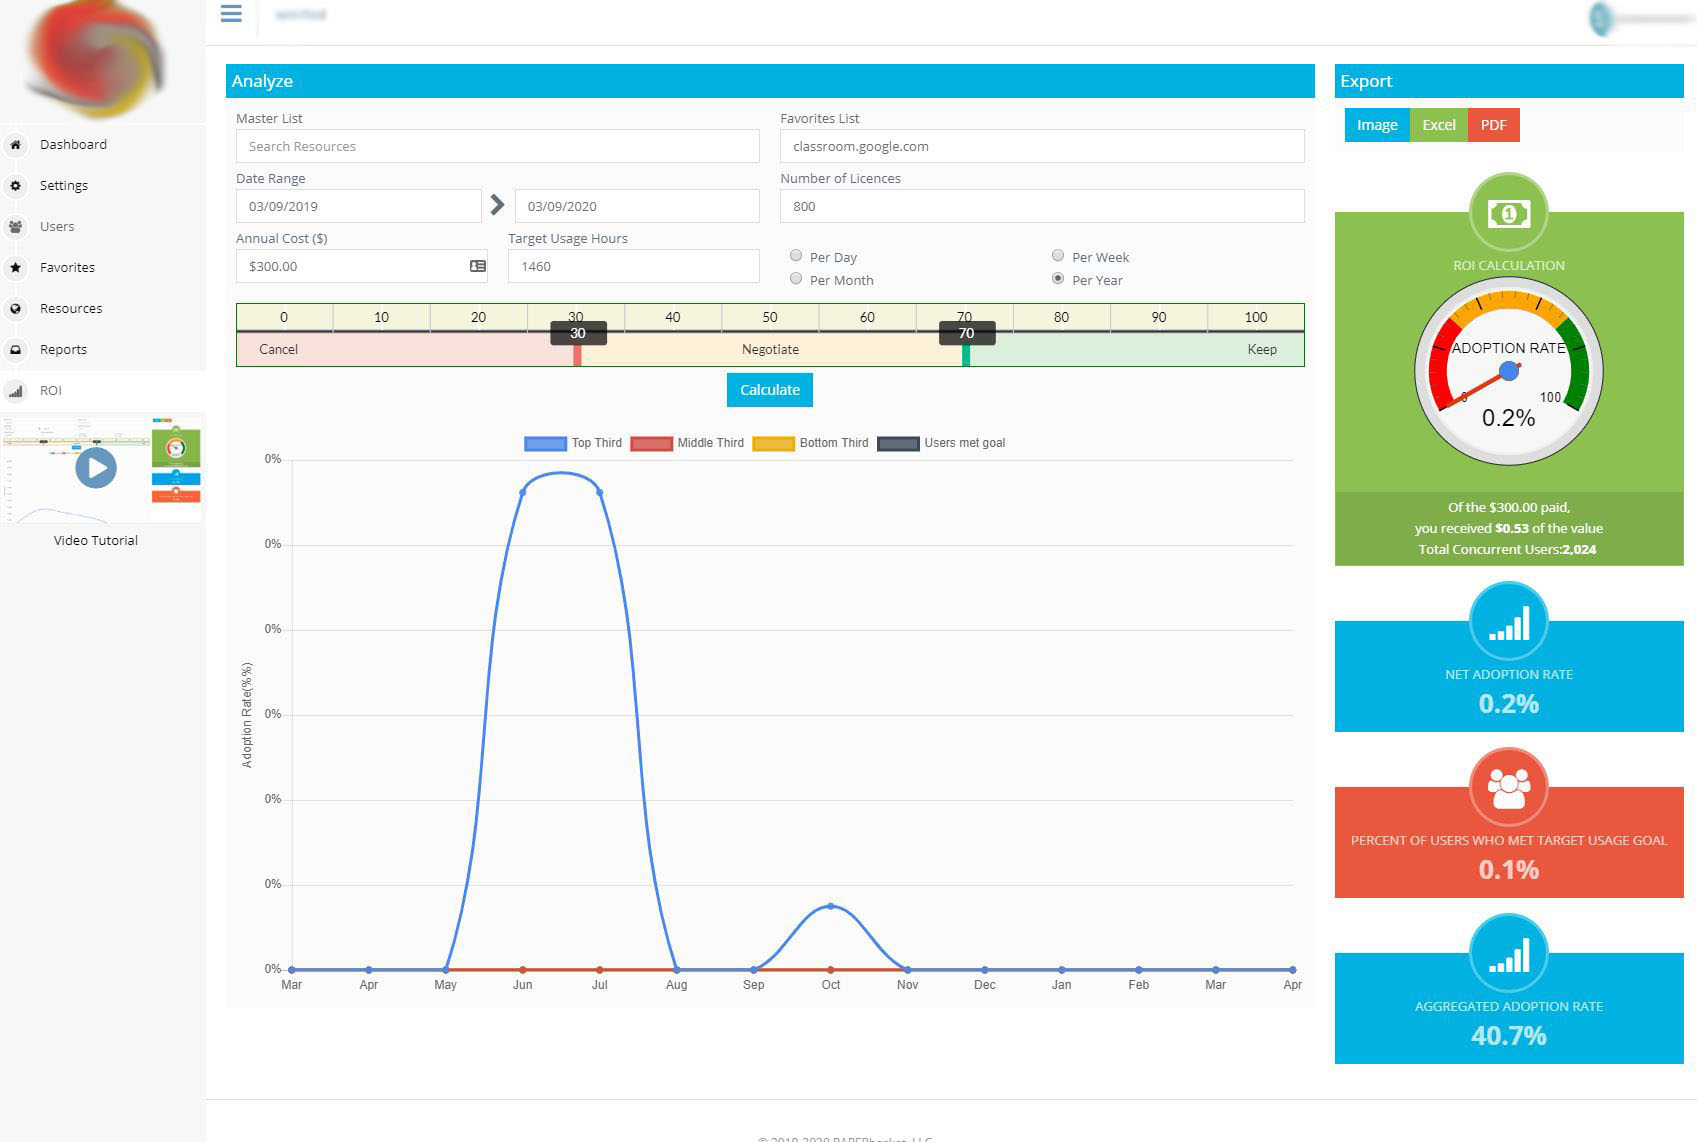 Analyze
Export
Master List
Favorites List
Image Excel PDF
Search Resources
classroom.google.com
Dashboard
Settings
Users
Favorites
Resources
Reports
ROI
Video Tutorial
Date Range
Number of Licences
03/09/2019
03/09/2020
800
Annual Cost ($)
Target Usage Hours
$300.00
1460
Per Day
Per Week
Per Month
Per Year
0 10 20 30 40 50 60 70 80 90 100
30 70
Cancel Negotiate Keep
Calculate
Top Third Middle Third Bottom Third Users met goal
0%
0%
0%
0%
0%
0%
0%
Adoption Rate(%%)
Mar Apr May Jun Jul Aug Sep Oct Nov Dec Jan Feb Mar Apr
1
ROI CALCULATION
ADOPTION RATE
0 100
0.2%
Of the $300.00 paid,
you received $0.53 of the value
Total Concurrent Users:2,024
NET ADOPTION RATE
0.2%
PERCENT OF USERS WHO MET TARGET USAGE GOAL
0.1%
AGGREGATED ADOPTION RATE
40.7%